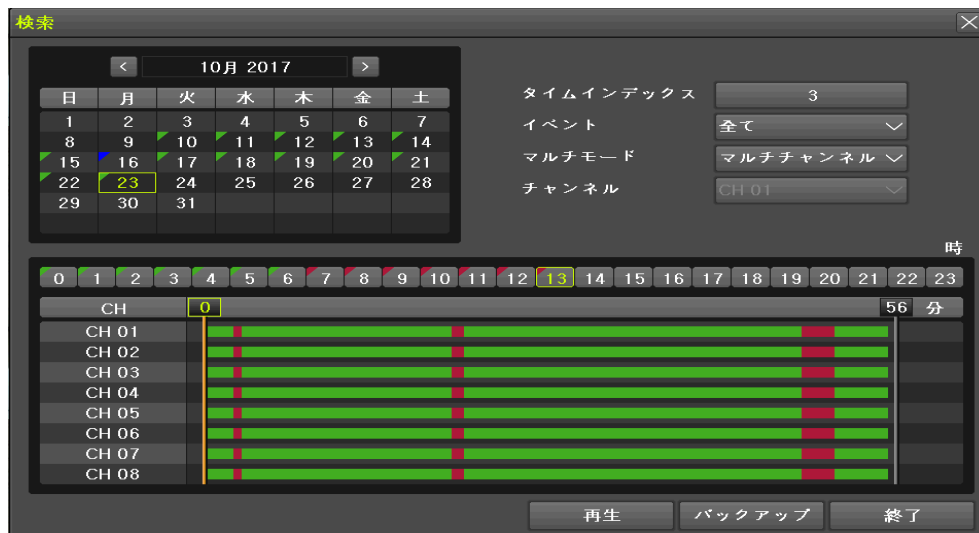 検索
< 10月 2017 >
日 月 火 水 木 金 土
1 2 3 4 5 6 7
8 9 10 11 12 13 14
15 16 17 18 19 20 21
22 23 24 25 26 27 28
29 30 31
タイムインデックス 3
イベント 全て
マルチモード マルチチャンネル
チャンネル CH 01
時
0 1 2 3 4 5 6 7 8 9 10 11 12 13 14 15 16 17 18 19 20 21 22 23
CH 0 56 分
CH 01
CH 02
CH 03
CH 04
CH 05
CH 06
CH 07
CH 08
再生 バックアップ 終了